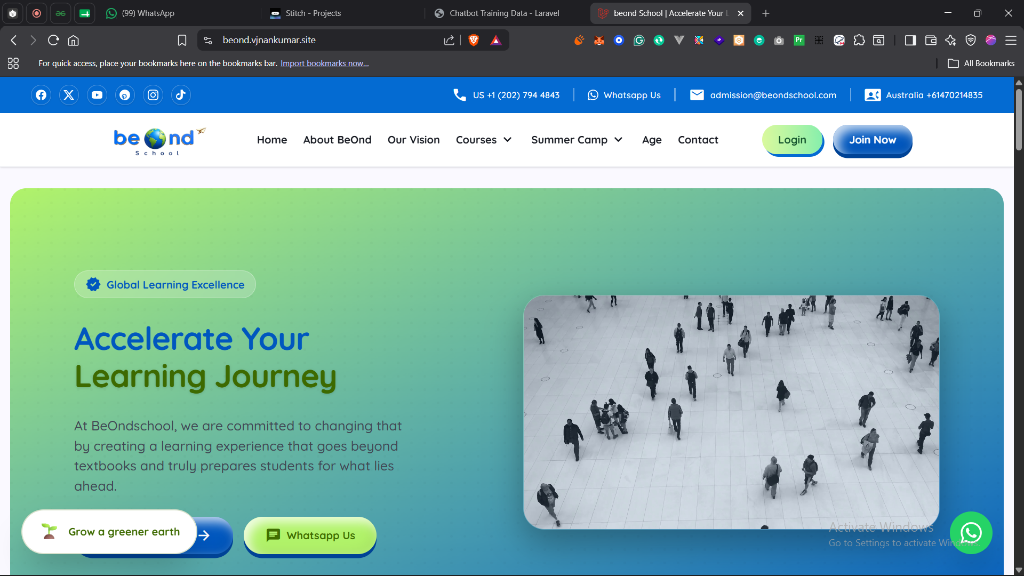 (99) WhatsApp
Stitch - Projects
Chatbot Training Data - Laravel
beond School | Accelerate Your
beond.vjnankumar.site
For quick access, place your bookmarks here on the bookmarks bar. Import bookmarks now...
All Bookmarks
US +1 (202) 794 4843
Whatsapp Us
admission@beondschool.com
Australia +61470214835
beOnd
School
Home
About BeOnd
Our Vision
Courses
Summer Camp
Age
Contact
Login
Join Now
Global Learning Excellence
Accelerate Your
Learning Journey
At BeOndschool, we are committed to changing that
by creating a learning experience that goes beyond
textbooks and truly prepares students for what lies
ahead.
Grow a greener earth
Whatsapp Us
Activate Windows
Go to Settings to activate